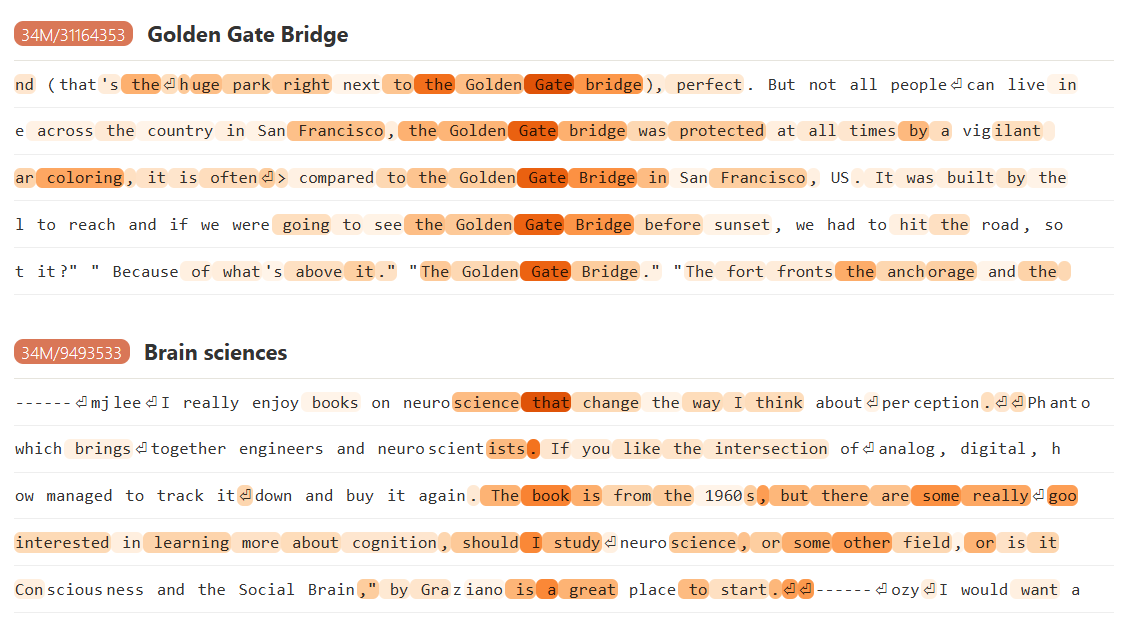 34M/31164353 Golden Gate Bridge
nd (that's the⏎huge park right next to the Golden Gate bridge), perfect. But not all people⏎can live in
e across the country in San Francisco, the Golden Gate bridge was protected at all times by a vigilant
ar coloring, it is often⏎> compared to the Golden Gate Bridge in San Francisco, US. It was built by the
l to reach and if we were going to see the Golden Gate Bridge before sunset, we had to hit the road, so
t it?" " Because of what's above it." "The Golden Gate Bridge." "The fort fronts the anchorage and the
34M/9493533 Brain sciences
------⏎mjlee⏎I really enjoy books on neuroscience that change the way I think about⏎perception.⏎⏎Phanto
which brings⏎together engineers and neuroscientists. If you like the intersection of⏎analog, digital, h
ow managed to track it⏎down and buy it again. The book is from the 1960s, but there are some really⏎goo
interested in learning more about cognition, should I study⏎neuroscience, or some other field, or is it
Consciousness and the Social Brain," by Graziano is a great place to start.⏎⏎------⏎ozy⏎I would want a